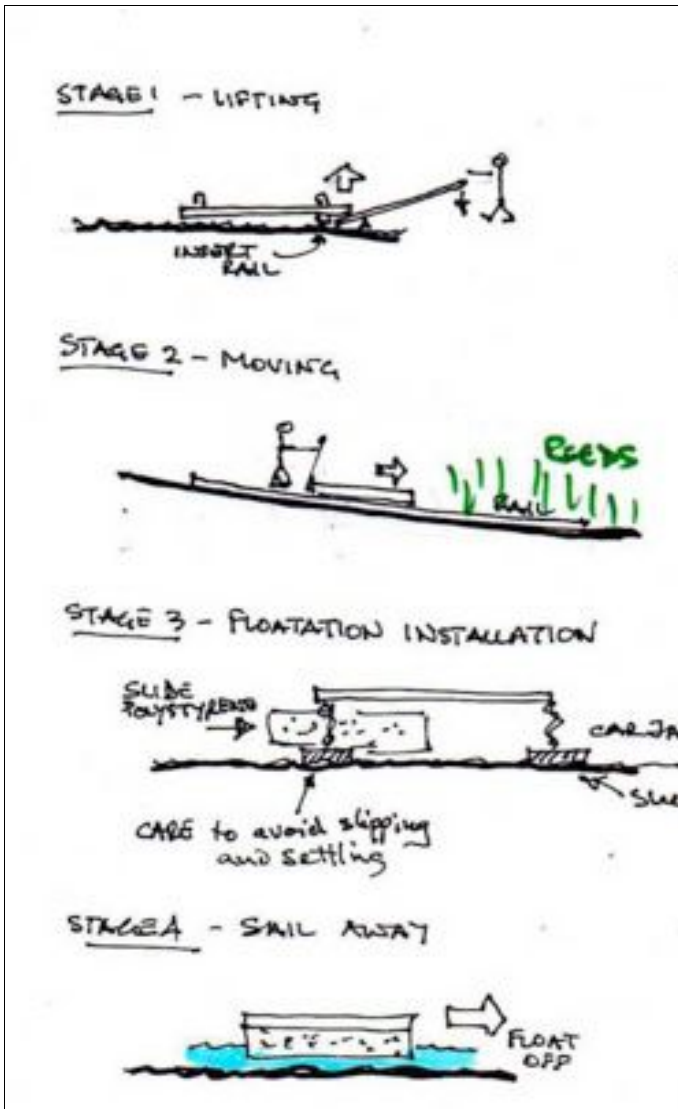 STAGE 1 - LIFTING
INSERT
RAIL
STAGE 2 - MOVING
REEDS
RAIL
STAGE 3 - FLOATATION INSTALLATION
SLIDE
POLYSTYRENE
CARJA
CARE to avoid slipping
and settling
STAGE 4 - SAIL AWAY
FLOAT
OFF